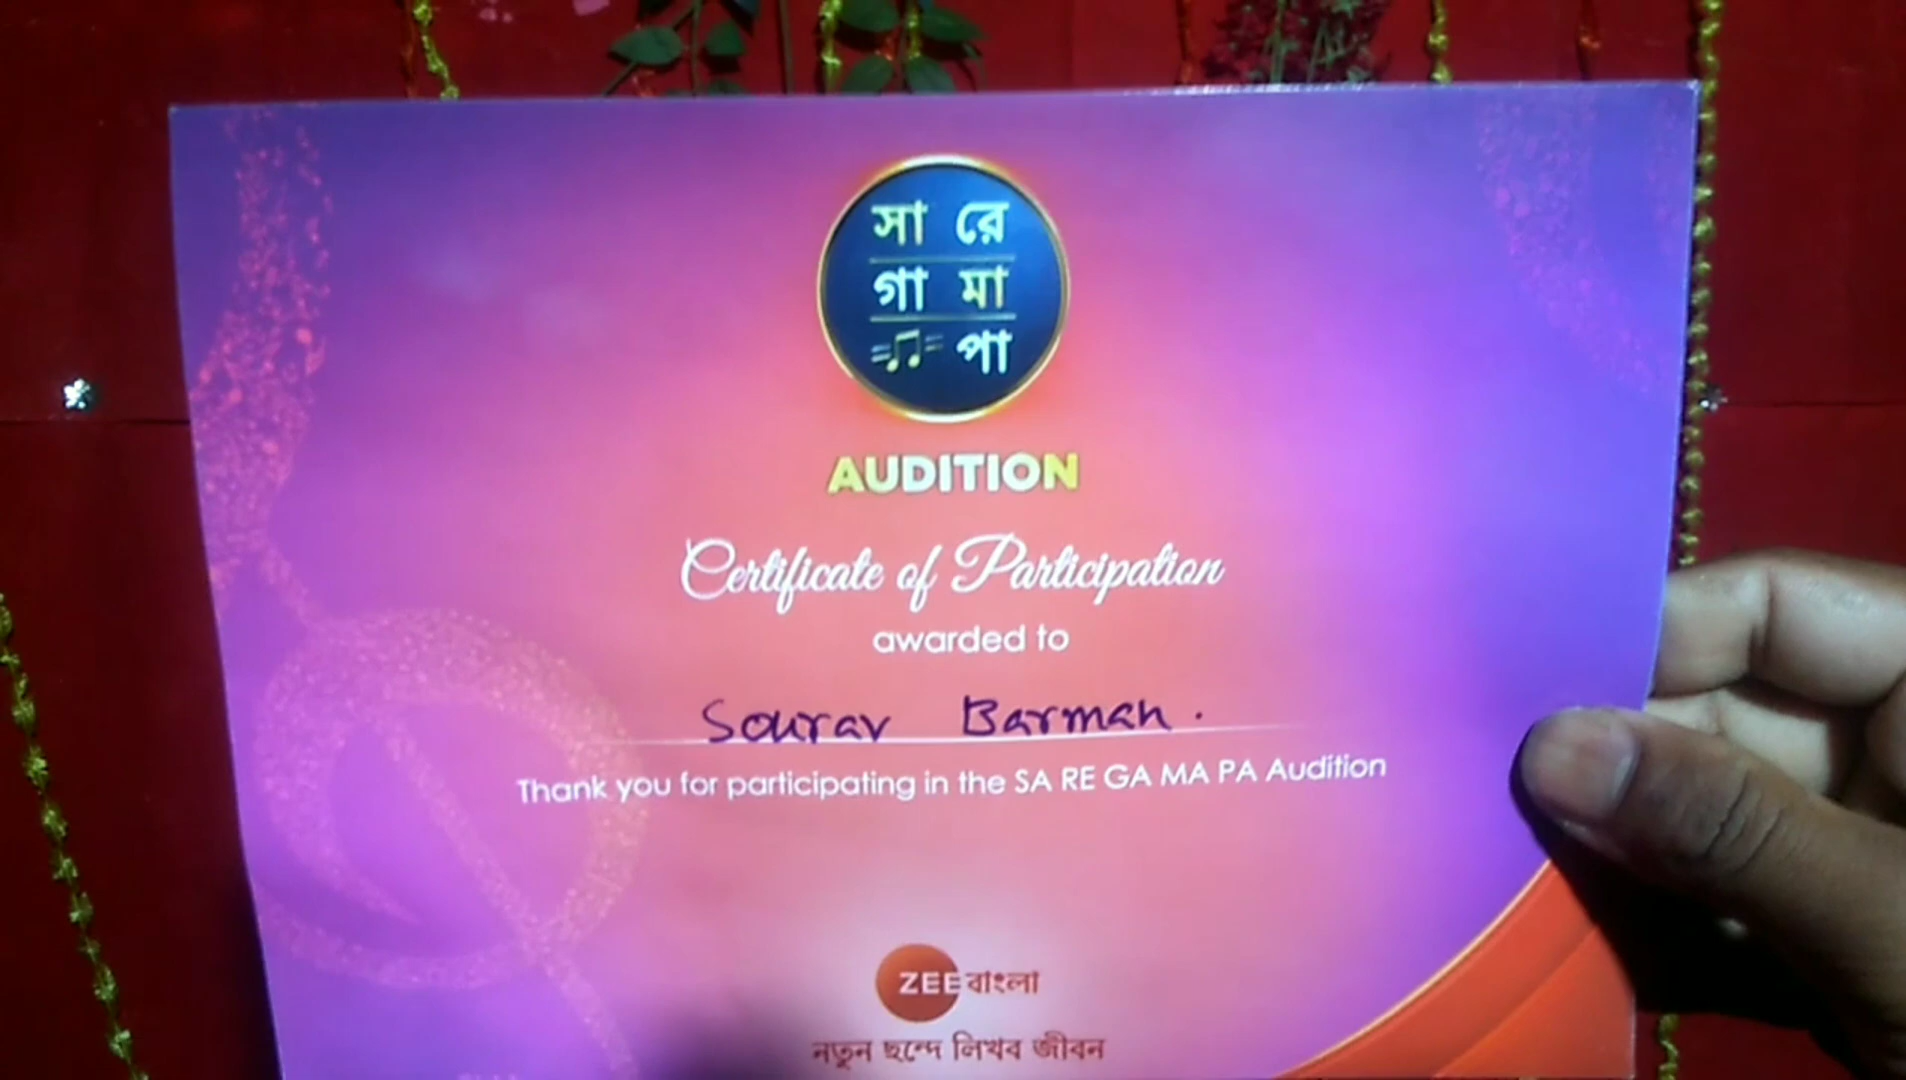 সা রে
গা মা
পা
AUDITION
Certificate of Participation
awarded to
Sourav Barman.
Thank you for participating in the SA RE GA MA PA Audition
ZEE বাংলা
নতুন ছন্দে লিখব জীবন